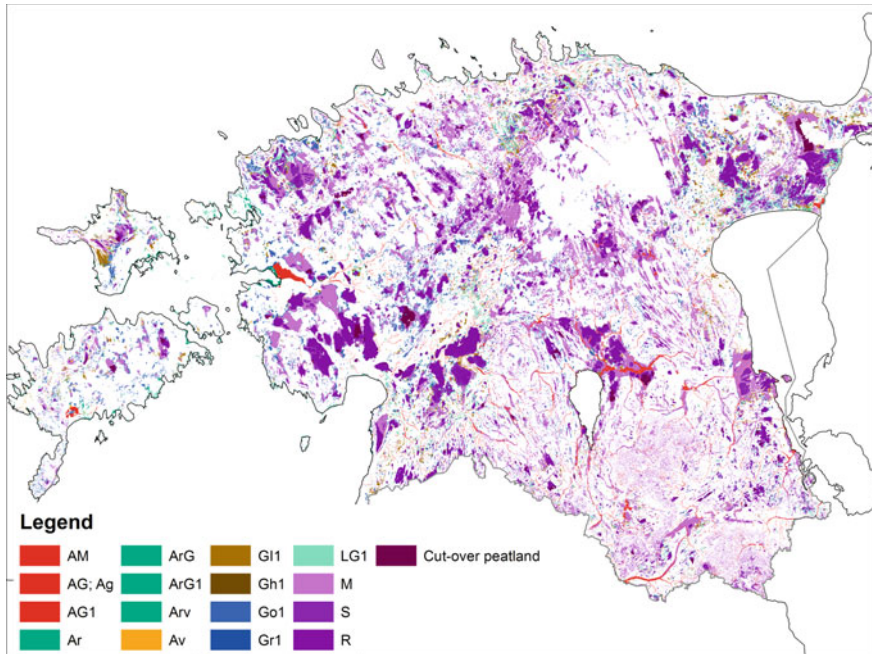 Legend
AM ArG Gl1 LG1 Cut-over peatland
AG; Ag ArG1 Gh1 M
AG1 Arv Go1 S
Ar Av Gr1 R